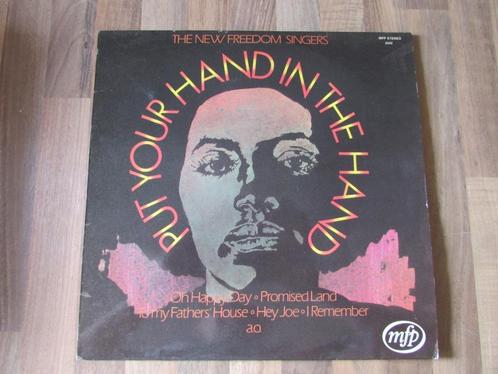 THE NEW FREEDOM SINGERS
MFP STEREO
PUT YOUR HAND IN THE HAND
Oh Happy Day • Promised Land
To my Fathers' House • Hey Joe • I Remember
a.o.
mfp